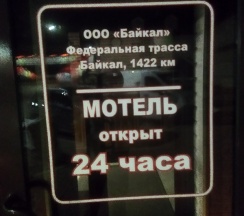 ООО «Байкал»
Федеральная трасса
Байкал, 1422 км
МОТЕЛЬ
открыт
24 часа